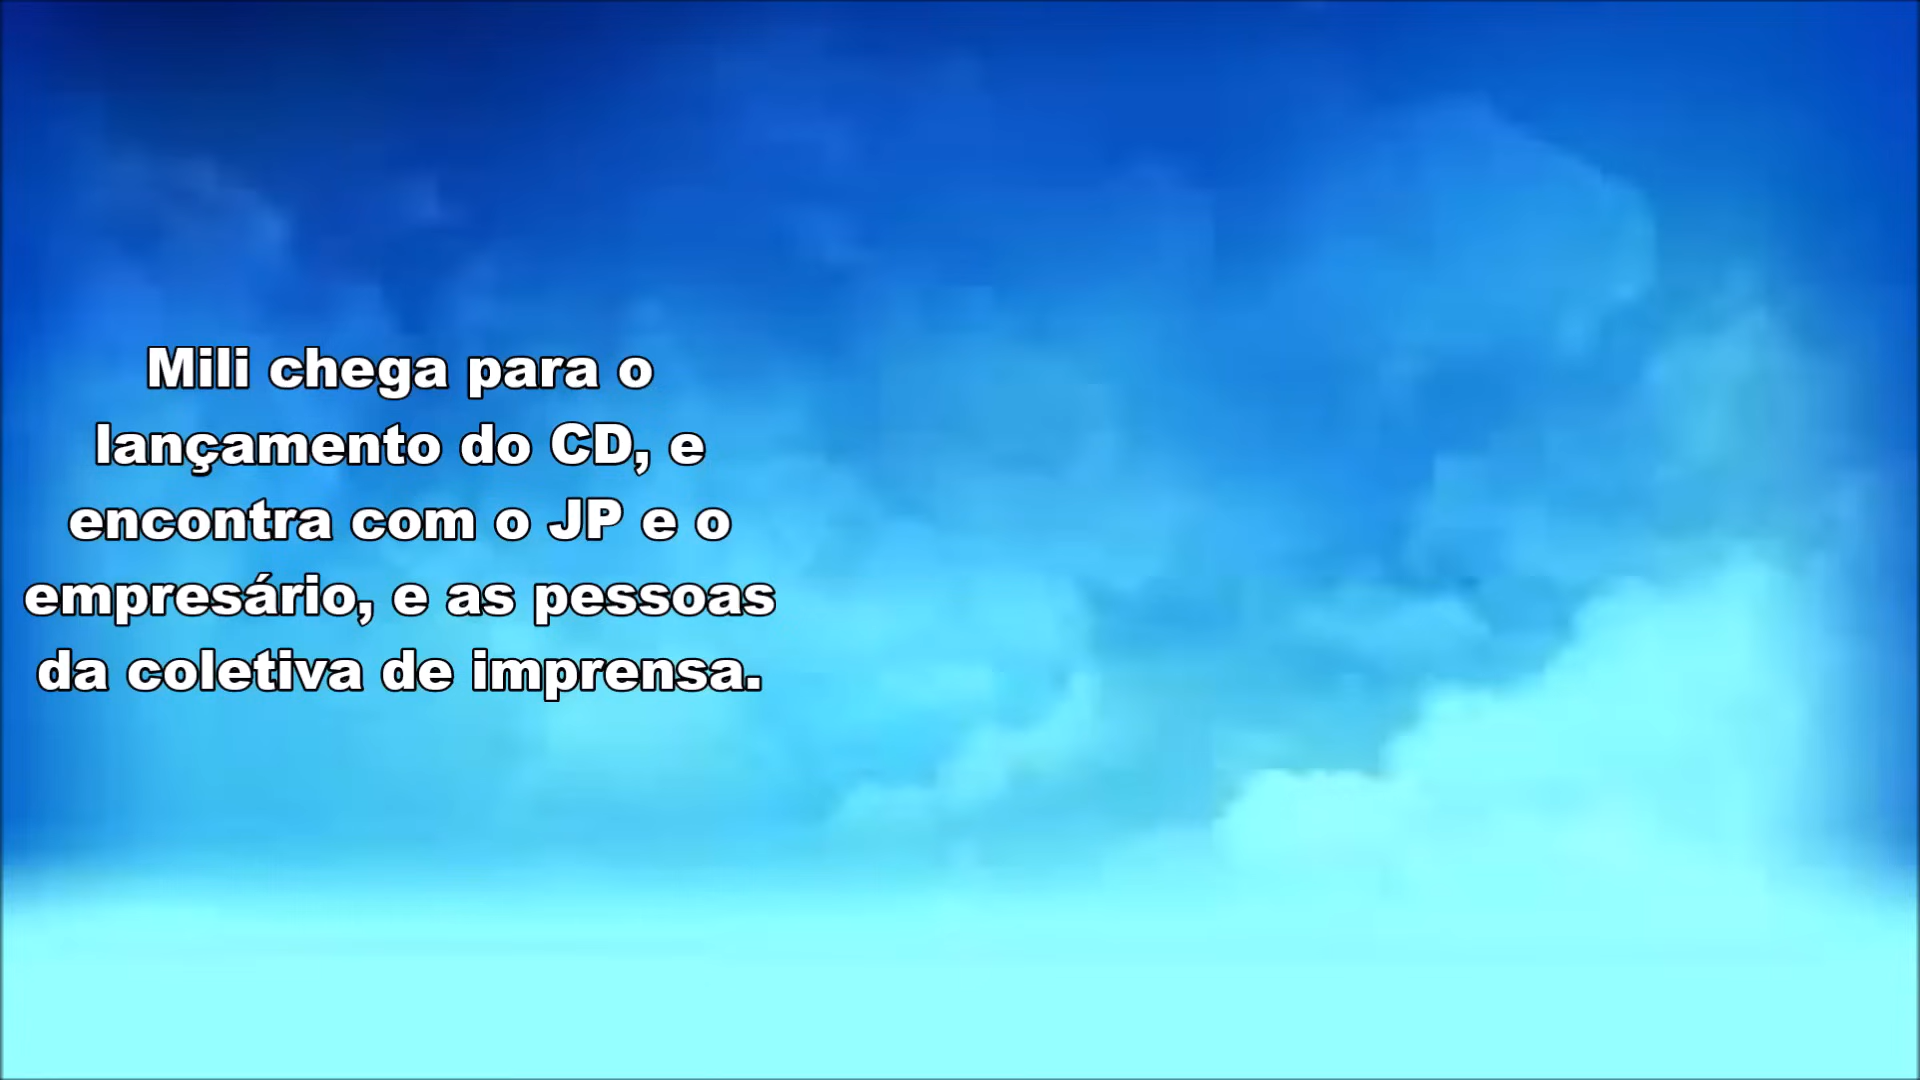 Mili chega para o
lançamento do CD, e
encontra com o JP e o
empresário, e as pessoas
da coletiva de imprensa.